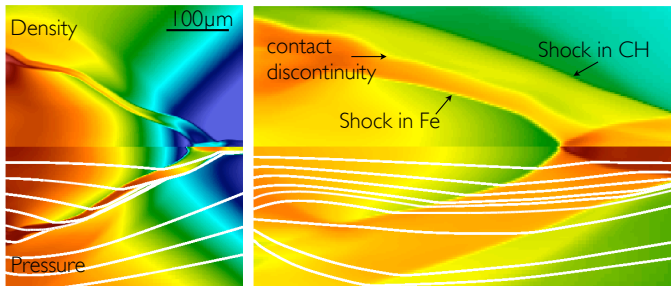 Density
100μm
Pressure
contact
discontinuity
Shock in CH
Shock in Fe